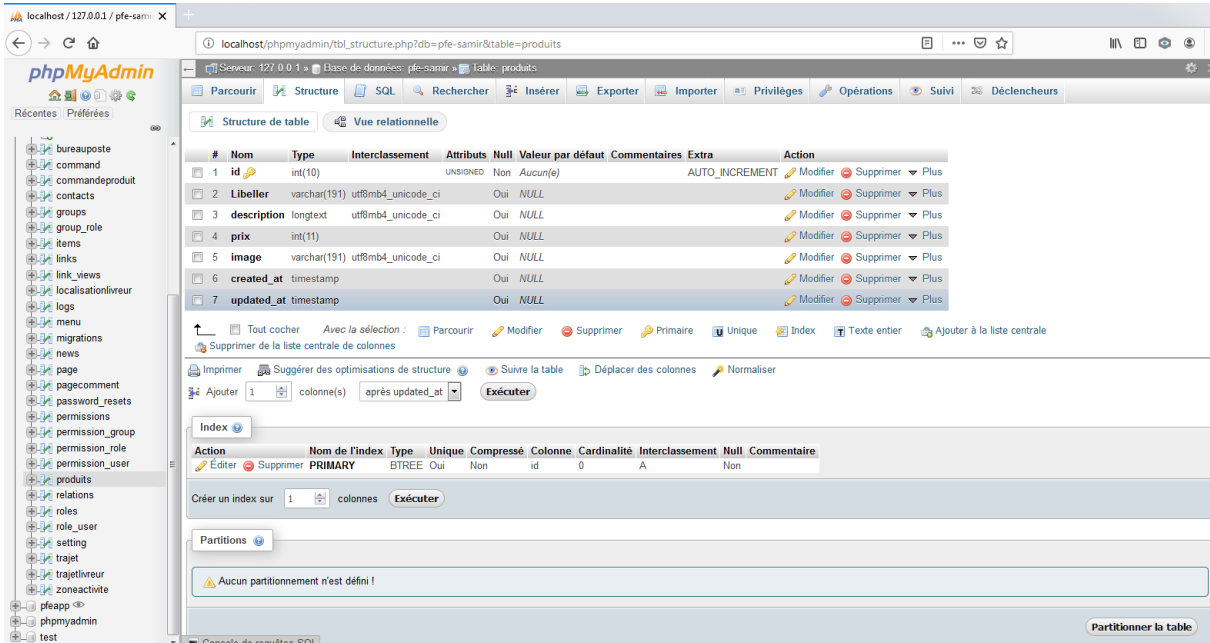 localhost / 127.0.0.1 / pfe-sami
localhost/phpmyadmin/tbl_structure.php?db=pfe-samir&table=produits
phpMyAdmin
Récentes Préférées
bureauposte
command
commandeproduit
contacts
groups
group_role
items
links
link_views
localisationlivreur
logs
menu
migrations
news
page
pagecomment
password_resets
permissions
permission_group
permission_role
permission_user
produits
relations
roles
role_user
setting
trajet
trajetlivreur
zoneactivite
pfeapp
phpmyadmin
test
Serveur: 127.0.0.1 » Base de données: pfe-samir » Table: produits
Parcourir Structure SQL Rechercher Insérer Exporter Importer Privilèges Opérations Suivi Déclencheurs
Structure de table Vue relationnelle
# Nom Type Interclassement Attributs Null Valeur par défaut Commentaires Extra Action
1 id int(10) UNSIGNED Non Aucun(e) AUTO_INCREMENT Modifier Supprimer Plus
2 Libeller varchar(191) utf8mb4_unicode_ci Oui NULL Modifier Supprimer Plus
3 description longtext utf8mb4_unicode_ci Oui NULL Modifier Supprimer Plus
4 prix int(11) Oui NULL Modifier Supprimer Plus
5 image varchar(191) utf8mb4_unicode_ci Oui NULL Modifier Supprimer Plus
6 created_at timestamp Oui NULL Modifier Supprimer Plus
7 updated_at timestamp Oui NULL Modifier Supprimer Plus
Tout cocher Avec la sélection : Parcourir Modifier Supprimer Primaire Unique Index Texte entier Ajouter à la liste centrale
Supprimer de la liste centrale de colonnes
Imprimer Suggérer des optimisations de structure Suivre la table Déplacer des colonnes Normaliser
Ajouter 1 colonne(s) après updated_at Exécuter
Index
Action Nom de l'index Type Unique Compressé Colonne Cardinalité Interclassement Null Commentaire
Éditer Supprimer PRIMARY BTREE Oui Non id 0 A Non
Créer un index sur 1 colonnes Exécuter
Partitions
Aucun partitionnement n'est défini !
Partitionner la table
Console de requêtes SQL